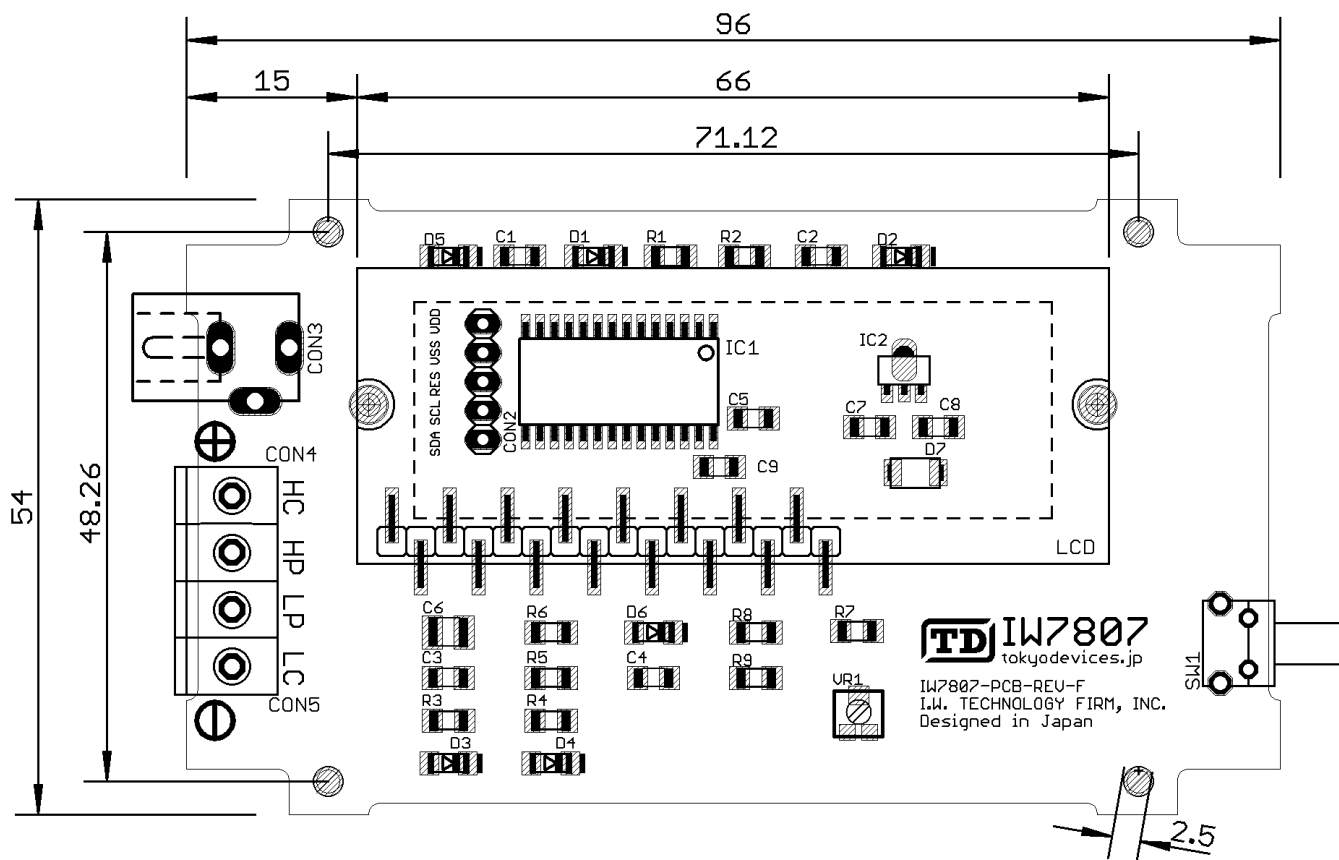 96
15
66
71.12
54
48.26
D5
C1
D1
R1
R2
C2
D2
CON3
VDD
VSS
RES
SCL
SDA
CON2
IC1
IC2
C5
C7
C8
C9
D7
CON4
HC
HP
LP
LC
CON5
LCD
C6
R6
D6
R8
R7
C3
R5
C4
R9
R3
R4
D3
D4
VR1
TD
IW7807
tokyodevices.jp
IW7807-PCB-REV-F
I.W. TECHNOLOGY FIRM, INC.
Designed in Japan
SW1
2.5